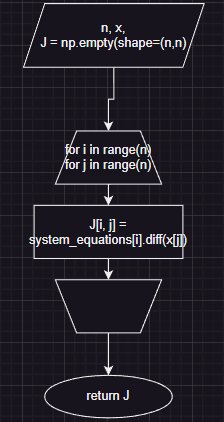 n, x,
J = np.empty(shape=(n,n)
for i in range(n)
for j in range(n)
J[i, j] =
system_equations[i].diff(x[j])
return J